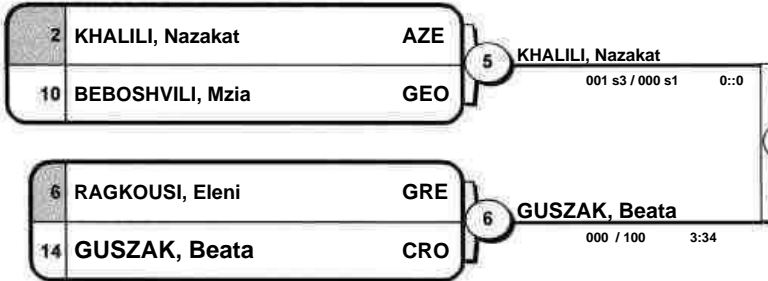 2 KHALILI, Nazakat AZE
10 BEBOSHVILI, Mzia GEO
5 KHALILI, Nazakat
001 s3 / 000 s1 0::0
6 RAGKOUSI, Eleni GRE
14 GUSZAK, Beata CRO
6 GUSZAK, Beata
000 / 100 3:34